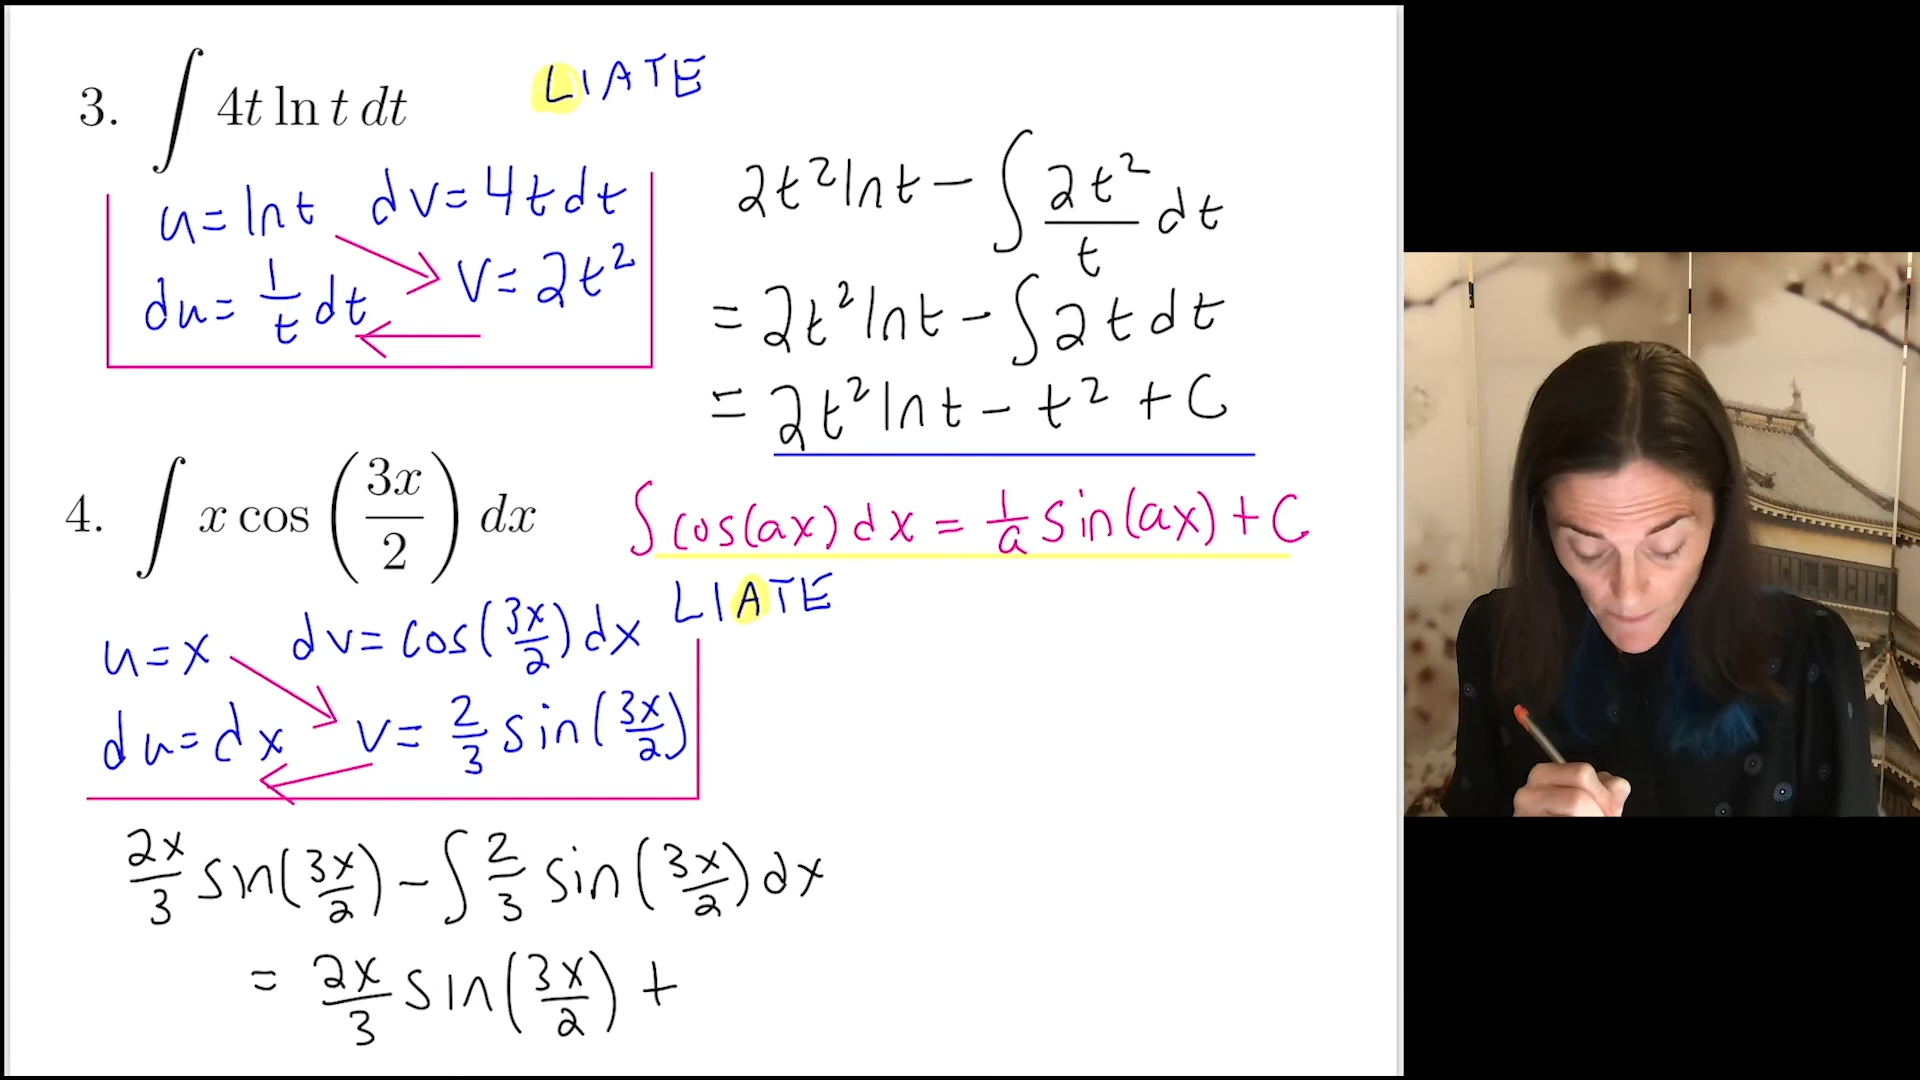 3. ∫ 4t ln t dt
LIATE
u = ln t dv = 4t dt
du = 1/t dt v = 2t²
2t² ln t − ∫ 2t²/t dt
= 2t² ln t − ∫ 2t dt
= 2t² ln t − t² + C
4. ∫ x cos (3x/2) dx
∫ cos(ax) dx = 1/a sin(ax) + C
LIATE
u = x dv = cos(3x/2) dx
du = dx v = 2/3 sin(3x/2)
2x/3 sin(3x/2) − ∫ 2/3 sin(3x/2) dx
= 2x/3 sin(3x/2) +